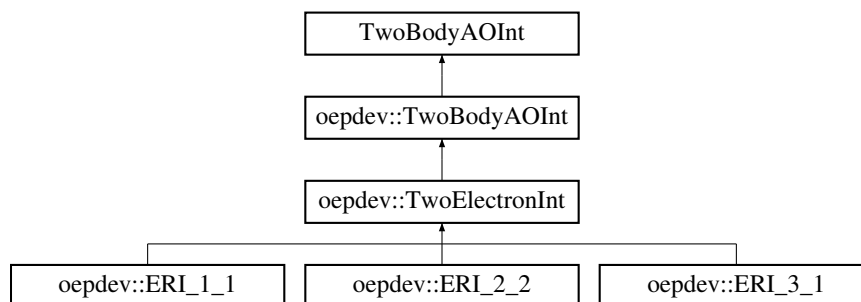 TwoBodyAOInt
oepdev::TwoBodyAOInt
oepdev::TwoElectronInt
oepdev::ERI_1_1 oepdev::ERI_2_2 oepdev::ERI_3_1